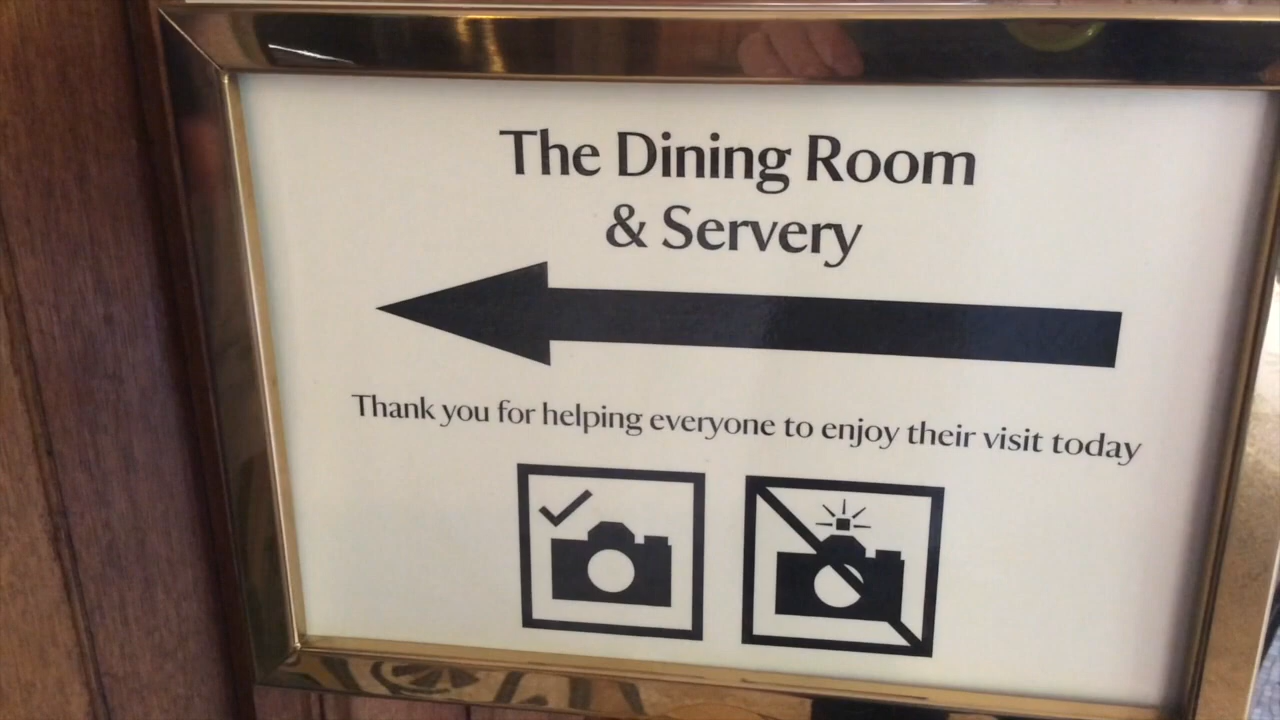 The Dining Room
& Servery
Thank you for helping everyone to enjoy their visit today